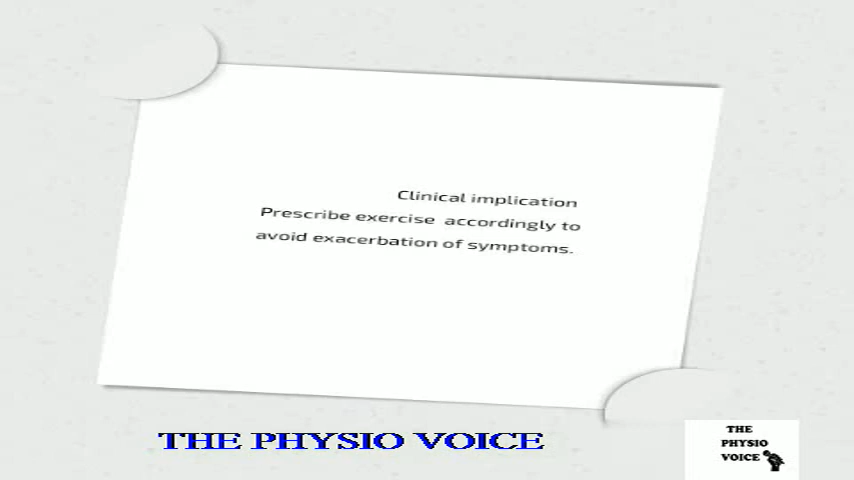 Clinical implication
Prescribe exercise accordingly to
avoid exacerbation of symptoms.
THE PHYSIO VOICE
THE
PHYSIO
VOICE